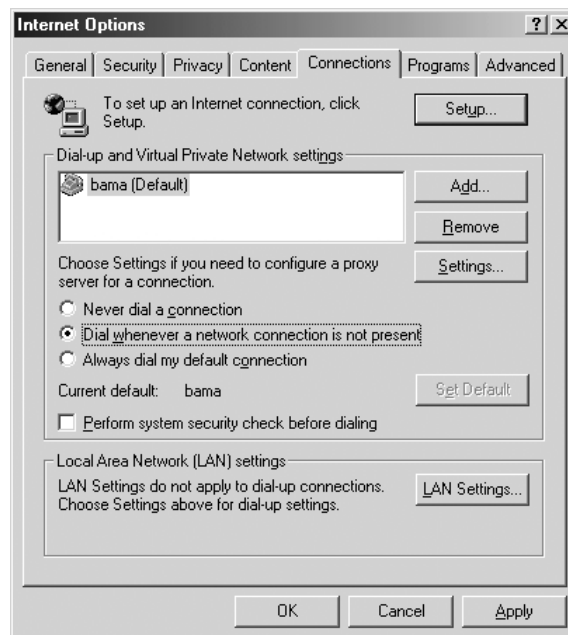 Internet Options
General Security Privacy Content Connections Programs Advanced
To set up an Internet connection, click
Setup.
Setup...
Dial-up and Virtual Private Network settings
bama (Default)
Add...
Remove
Choose Settings if you need to configure a proxy
server for a connection.
Settings...
Never dial a connection
Dial whenever a network connection is not present
Always dial my default connection
Current default: bama
Set Default
Perform system security check before dialing
Local Area Network (LAN) settings
LAN Settings do not apply to dial-up connections.
Choose Settings above for dial-up settings.
LAN Settings...
OK Cancel Apply